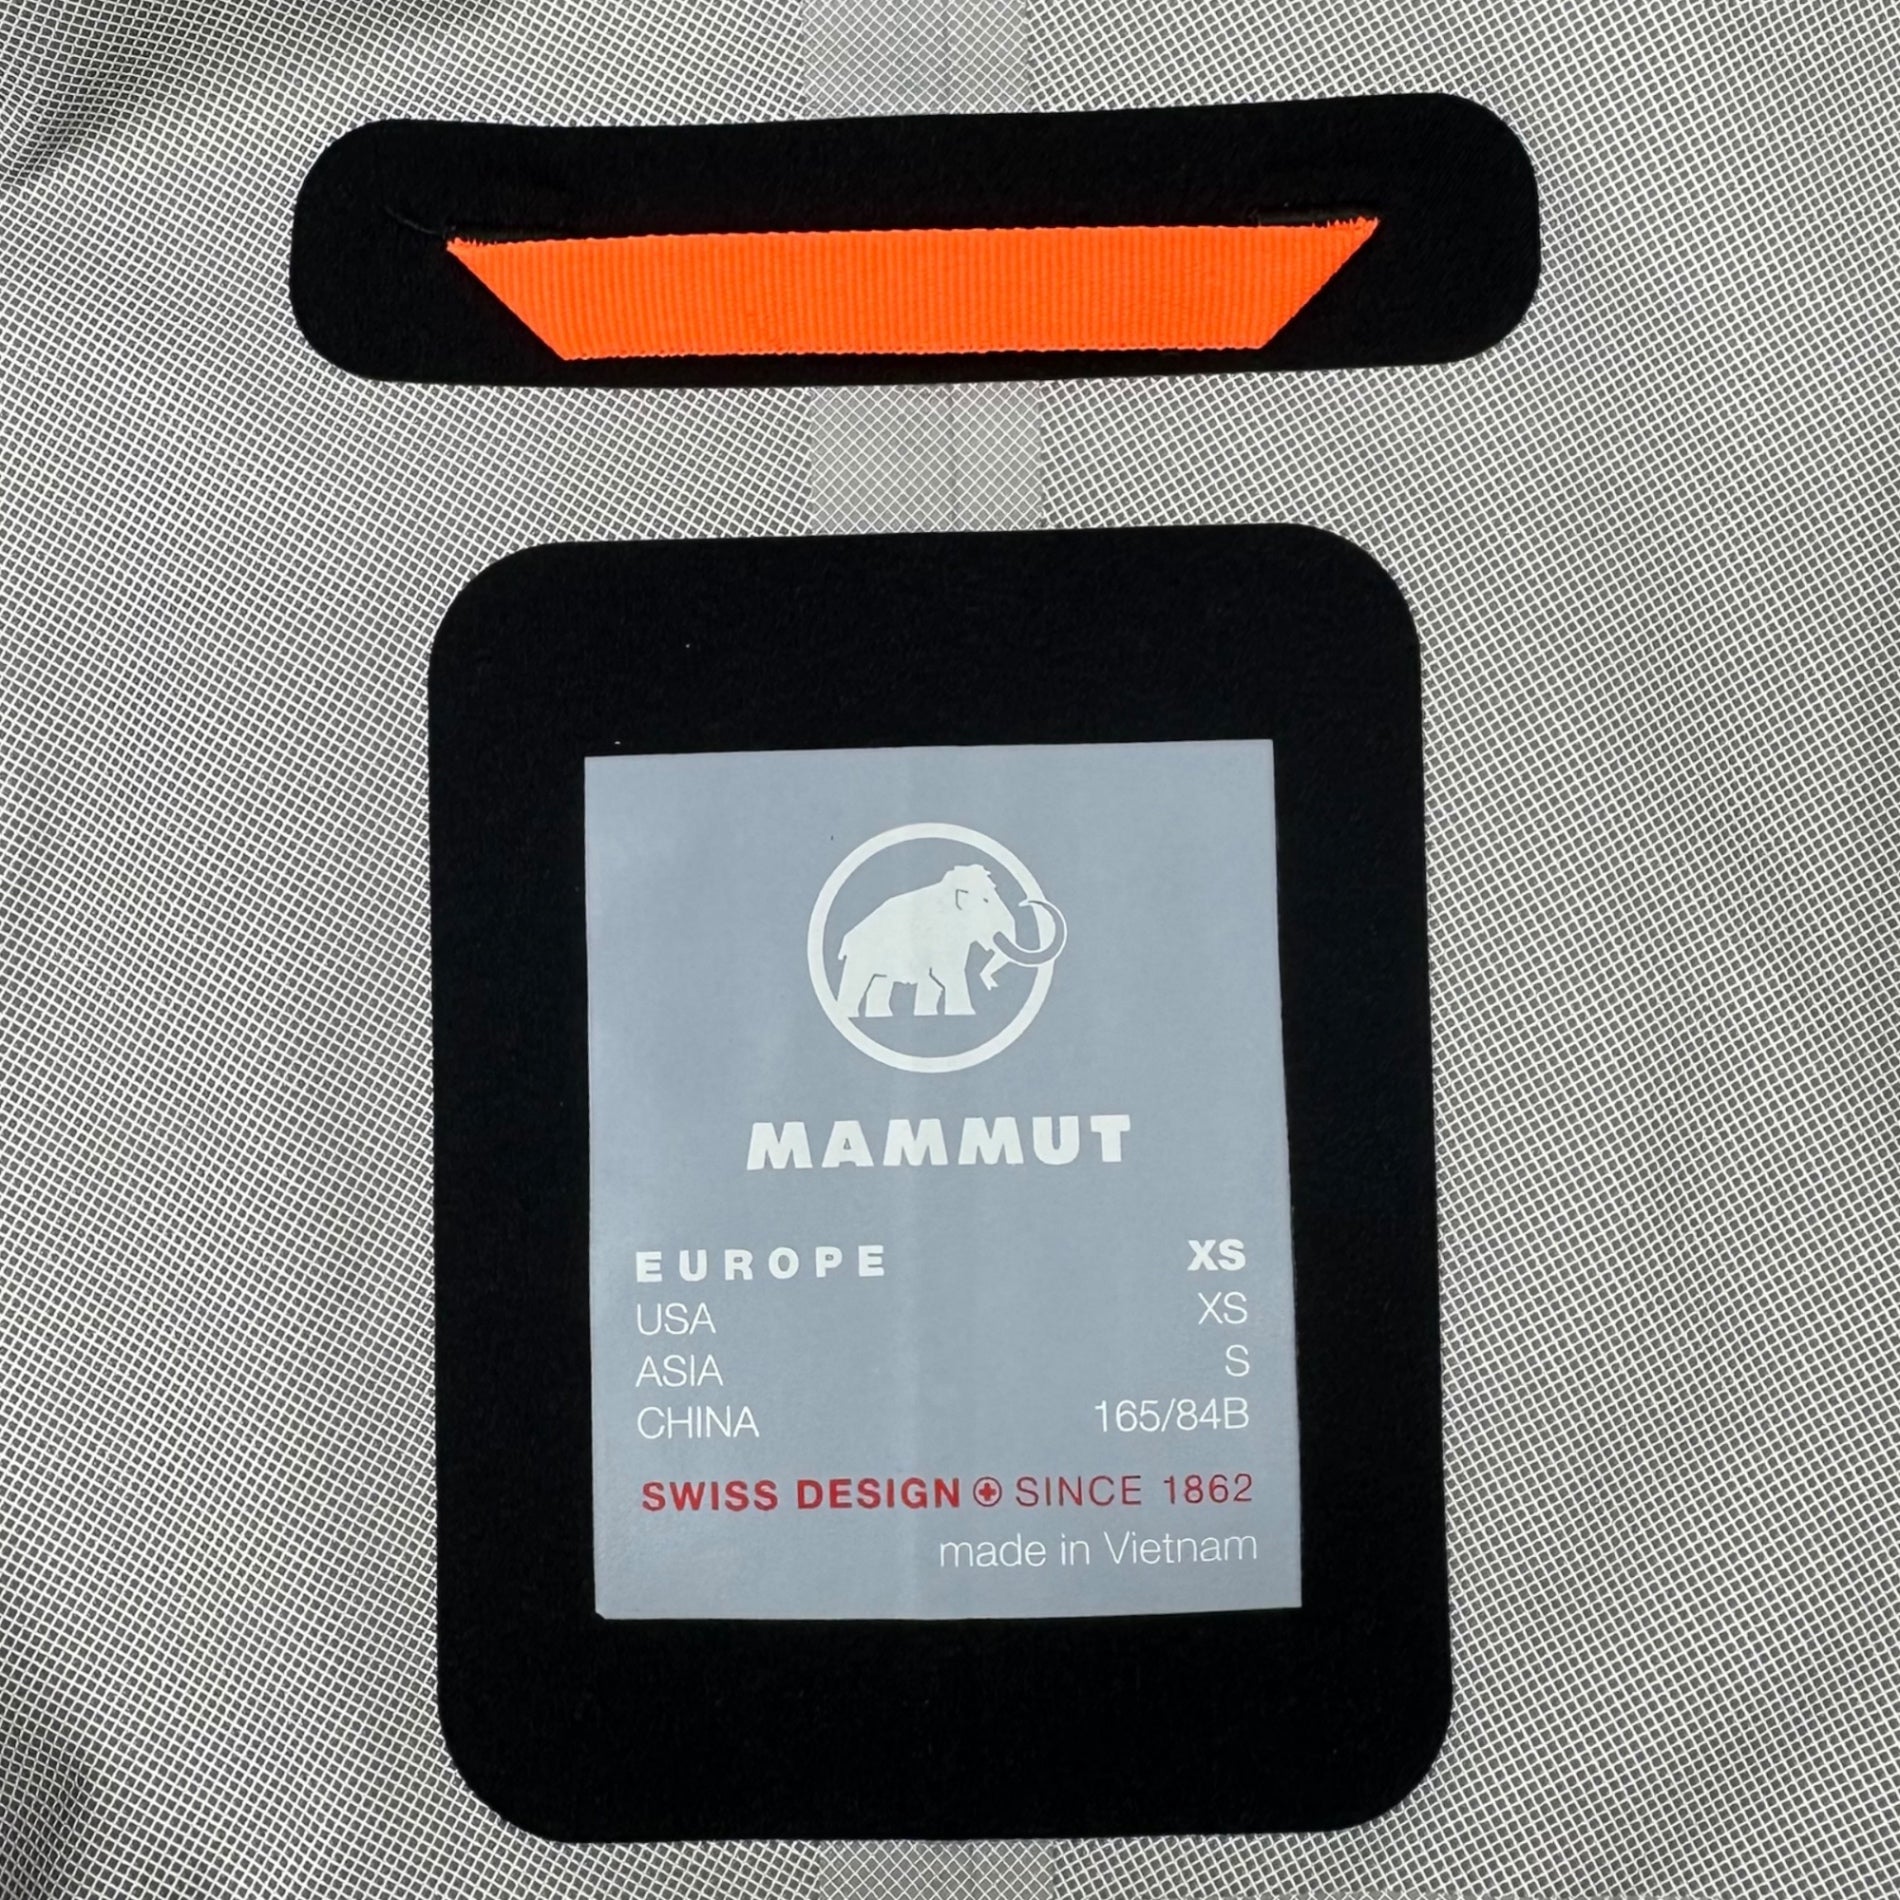 MAMMUT
EUROPE XS
USA XS
ASIA S
CHINA 165/84B
SWISS DESIGN SINCE 1862
made in Vietnam